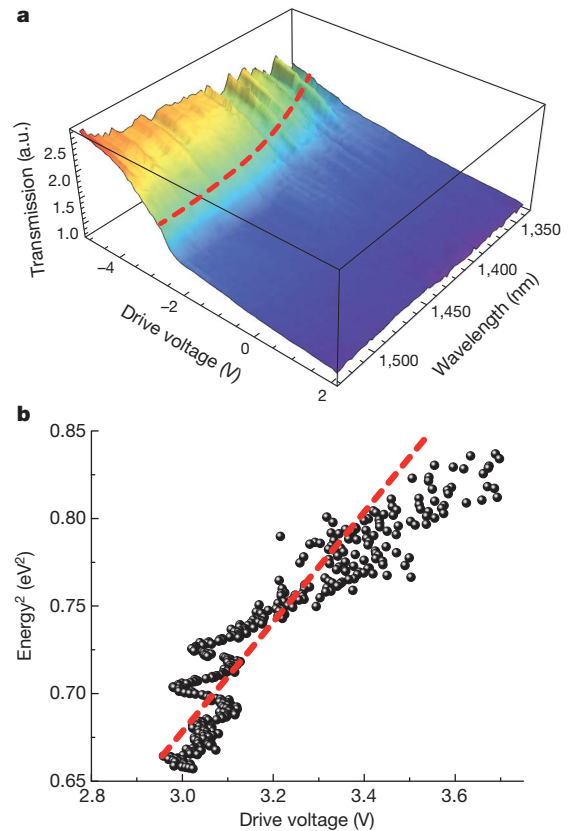 a
Transmission (a.u.)
2.5
2.0
1.5
1.0
–4
–2
0
2
Drive voltage (V)
1,350
1,400
1,450
1,500
Wavelength (nm)
b
0.85
0.80
0.75
0.70
0.65
Energy² (eV²)
2.8 3.0 3.2 3.4 3.6
Drive voltage (V)